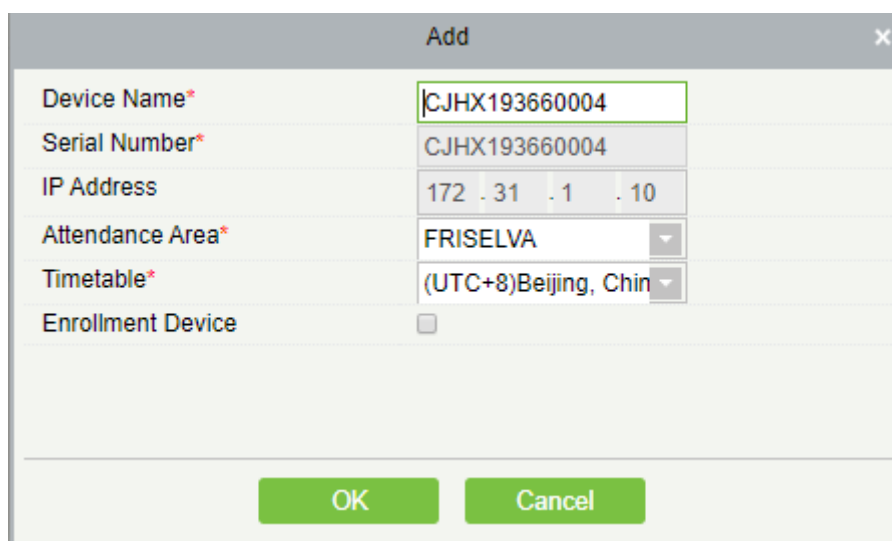 Add ×
Device Name* CJHX193660004
Serial Number* CJHX193660004
IP Address 172 . 31 . 1 . 10
Attendance Area* FRISELVA
Timetable* (UTC+8)Beijing, Chin
Enrollment Device
OK Cancel